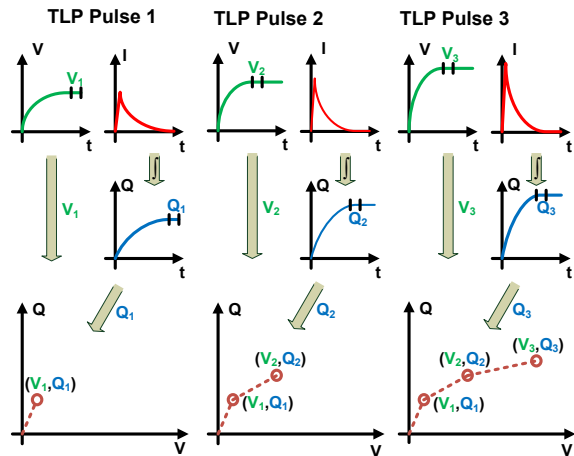 TLP Pulse 1 TLP Pulse 2 TLP Pulse 3
V I V I V I
V1 V2 V3
t t t t t t
∫ ∫ ∫
Q Q Q
V1 Q1 V2 Q2 V3 Q3
t t t
Q1 Q2 Q3
Q Q Q
(V1,Q1) (V2,Q2) (V1,Q1) (V2,Q2) (V3,Q3) (V1,Q1)
V V V